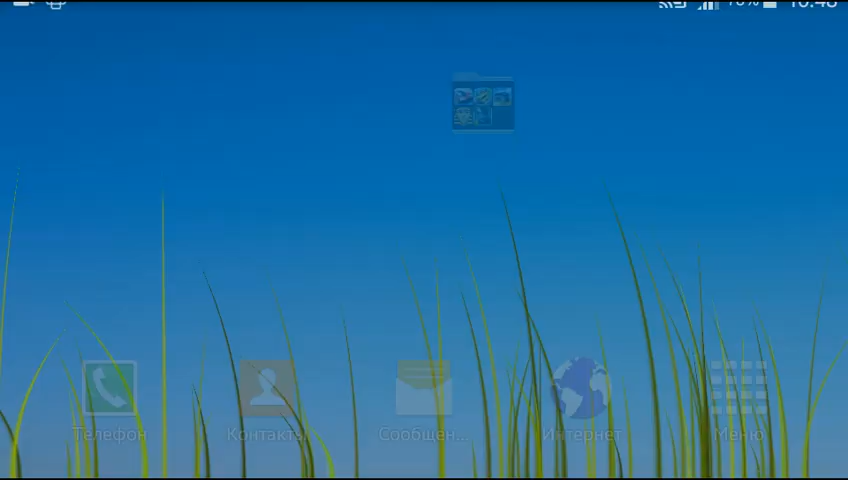 Телефон
Контакты
Сообщен...
Интернет
Меню